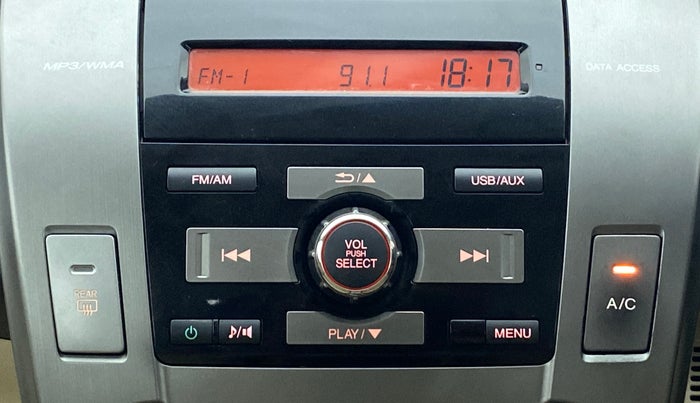 MP3/WMA
FM-1 91.1 18:17
DATA ACCESS
FM/AM
USB/AUX
VOL
PUSH
SELECT
REAR
A/C
PLAY/
MENU